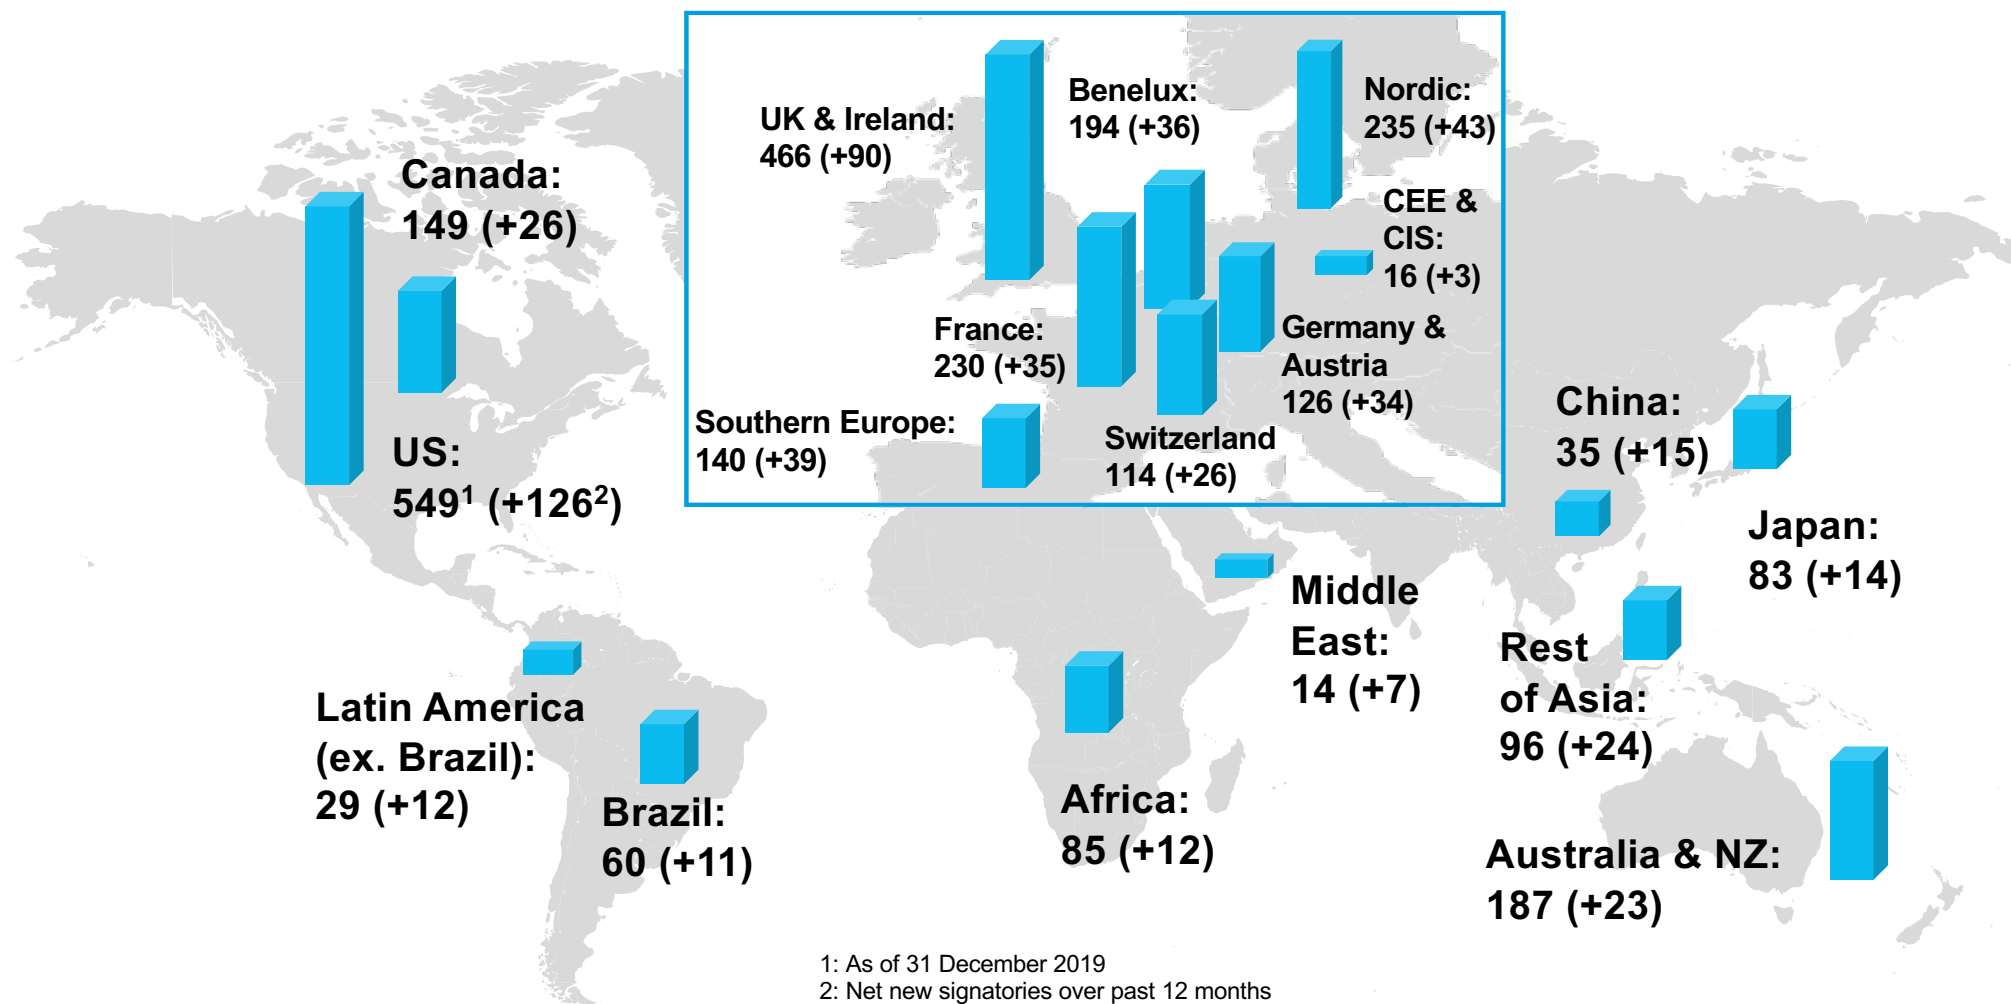 Canada:
149 (+26)
US:
549¹ (+126²)
UK & Ireland:
466 (+90)
Benelux:
194 (+36)
Nordic:
235 (+43)
CEE &
CIS:
16 (+3)
France:
230 (+35)
Germany &
Austria
126 (+34)
Southern Europe:
140 (+39)
Switzerland
114 (+26)
China:
35 (+15)
Japan:
83 (+14)
Middle
East:
14 (+7)
Rest
of Asia:
96 (+24)
Latin America
(ex. Brazil):
29 (+12)
Brazil:
60 (+11)
Africa:
85 (+12)
Australia & NZ:
187 (+23)
1: As of 31 December 2019
2: Net new signatories over past 12 months